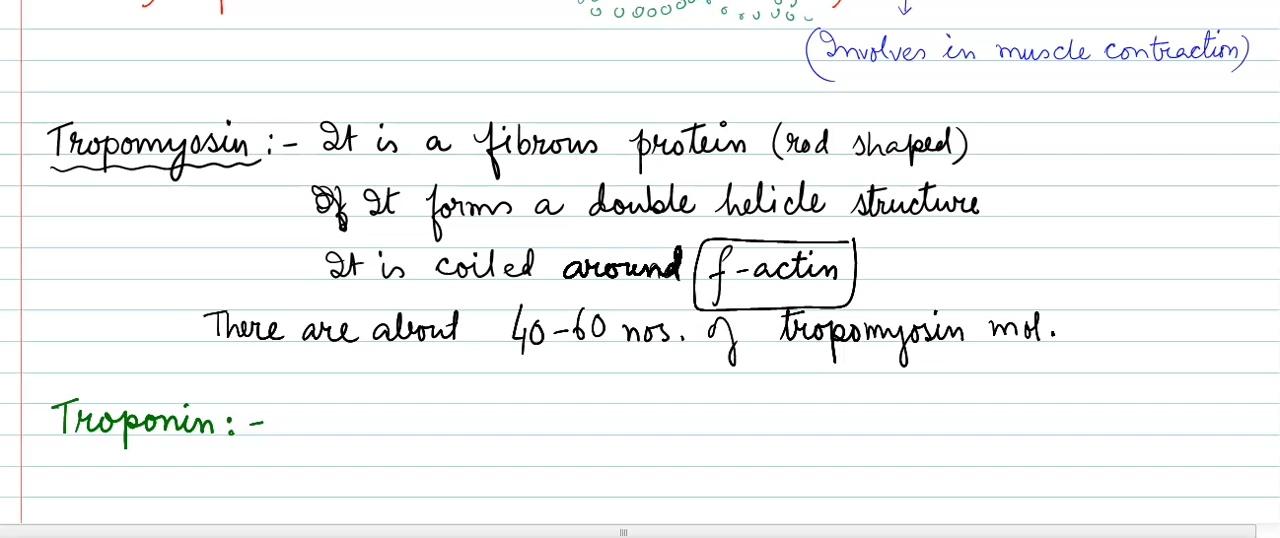 (Involves in muscle contraction)
Tropomyosin :- It is a fibrous protein (rod shaped)
It forms a double helicle structure
It is coiled around f-actin
There are about 40-60 nos. of tropomyosin mol.
Troponin : -